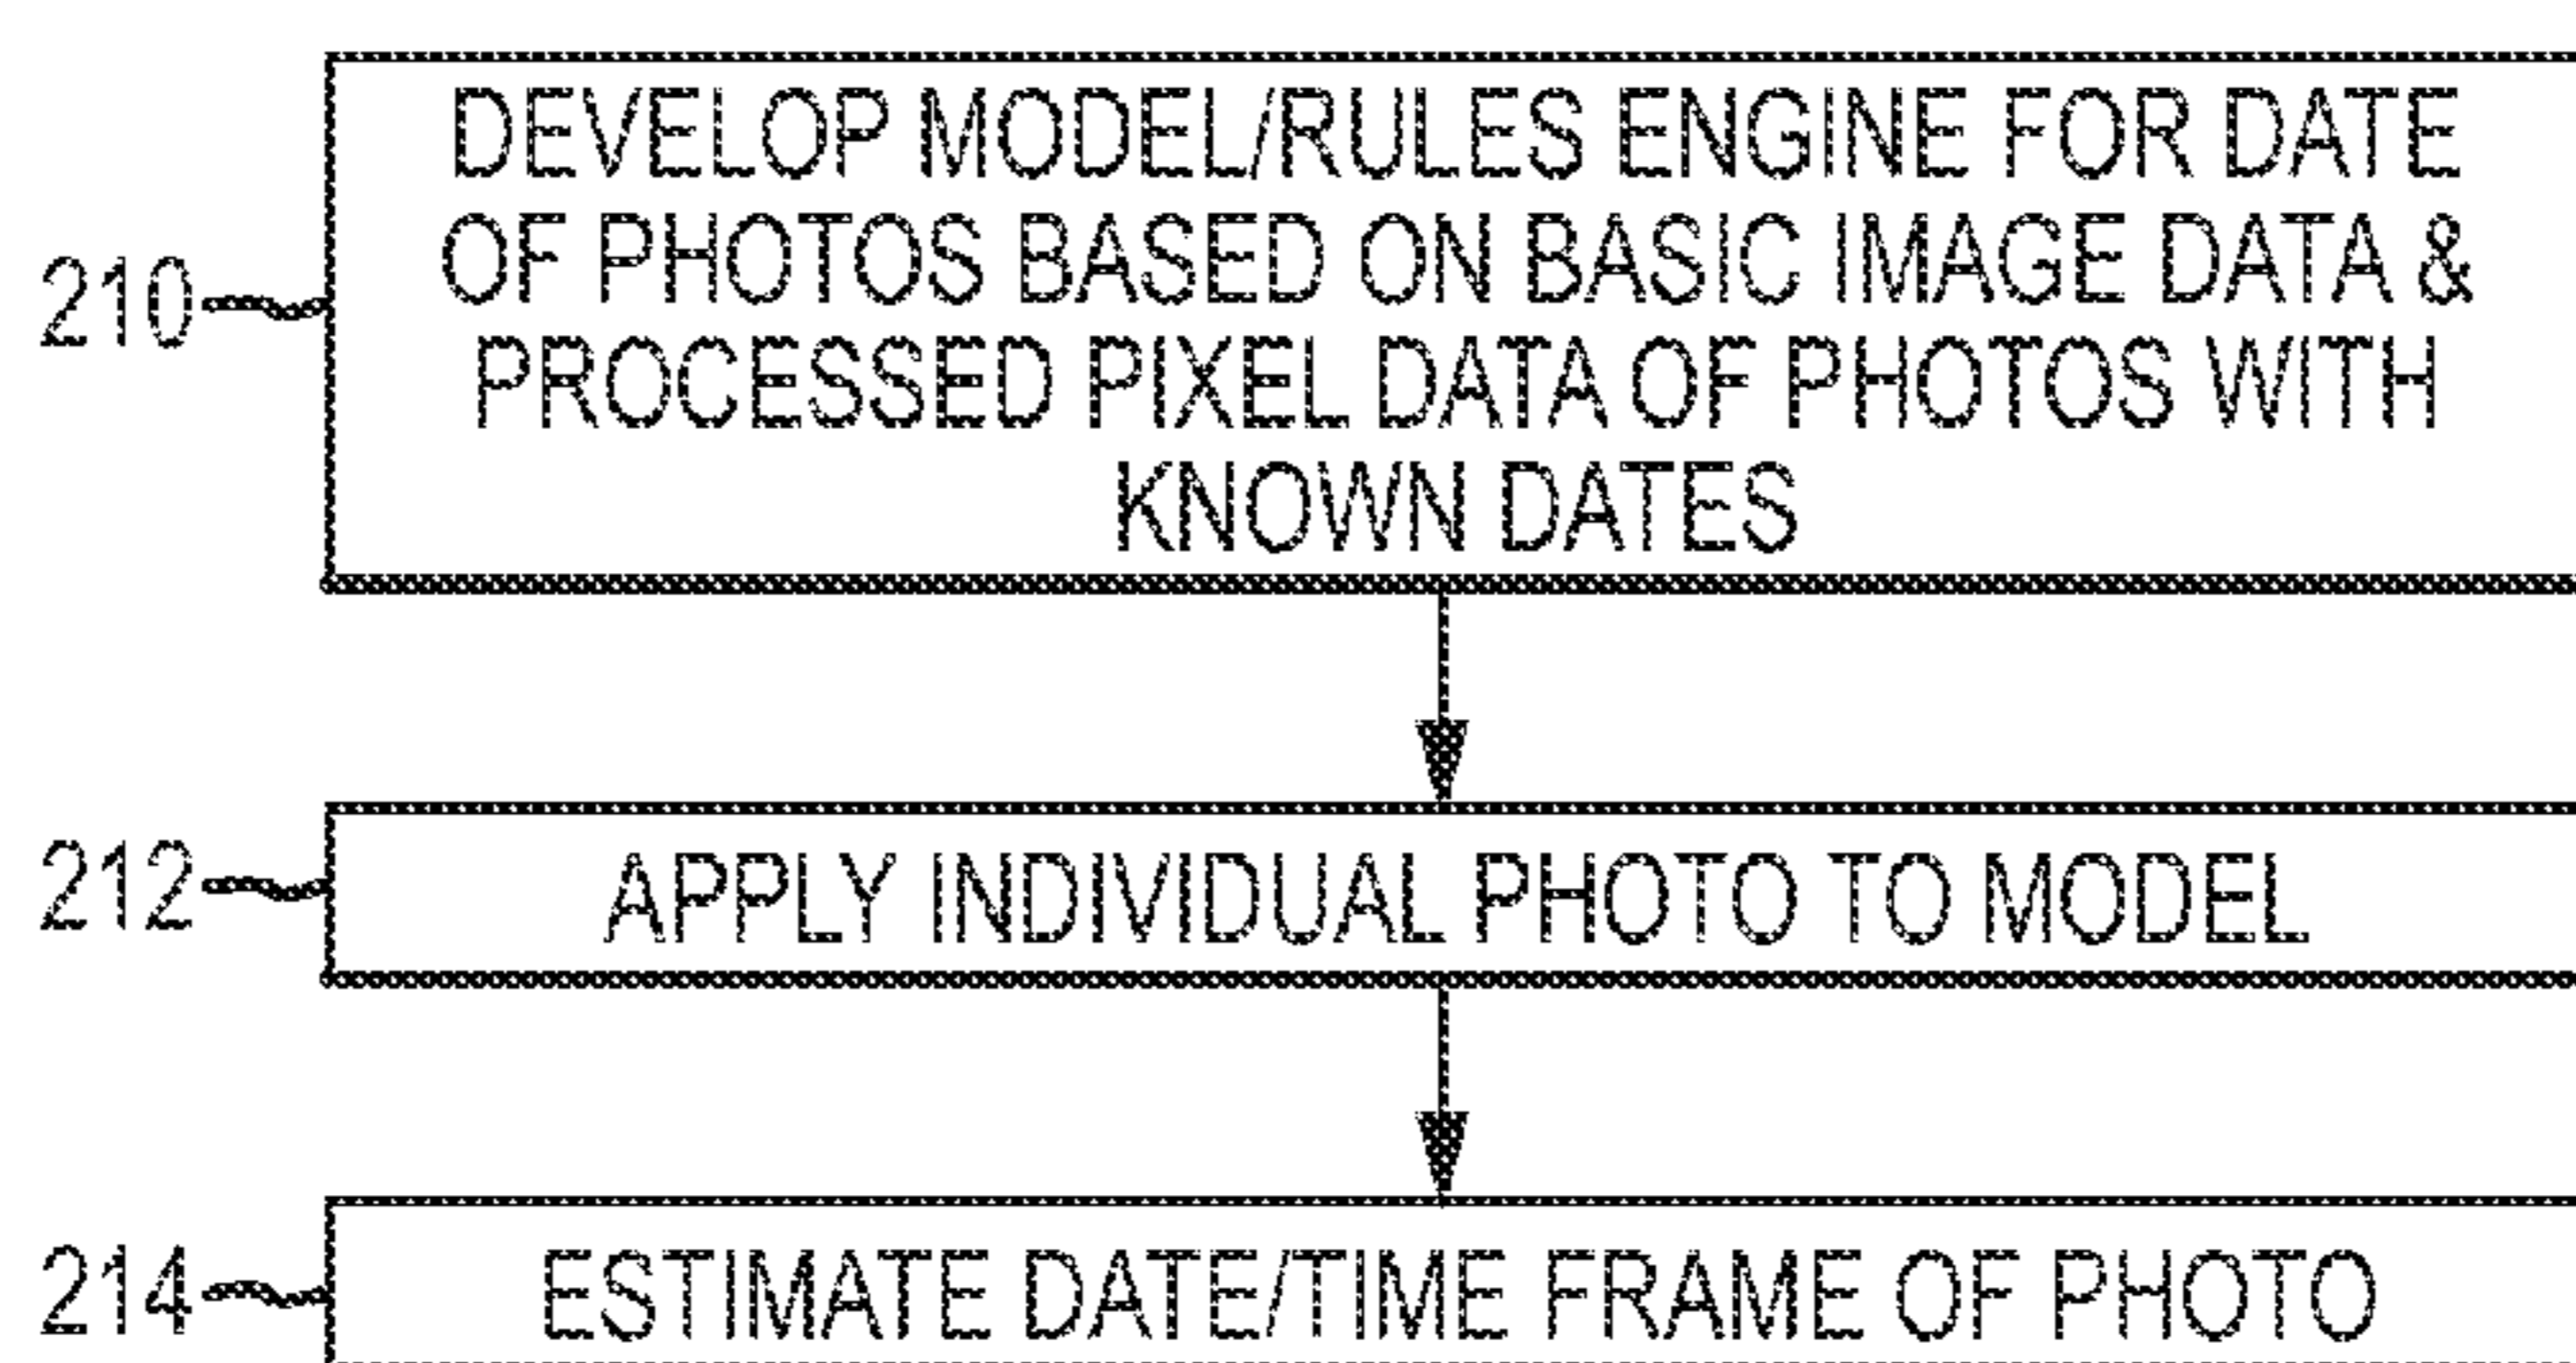 DEVELOP MODEL/RULES ENGINE FOR DATE
OF PHOTOS BASED ON BASIC IMAGE DATA &
210
PROCESSED PIXEL DATA OF PHOTOS WITH
KNOWN DATES
212
APPLY INDIVIDUAL PHOTO TO MODEL
214
ESTIMATE DATE/TIME FRAME OF PHOTO